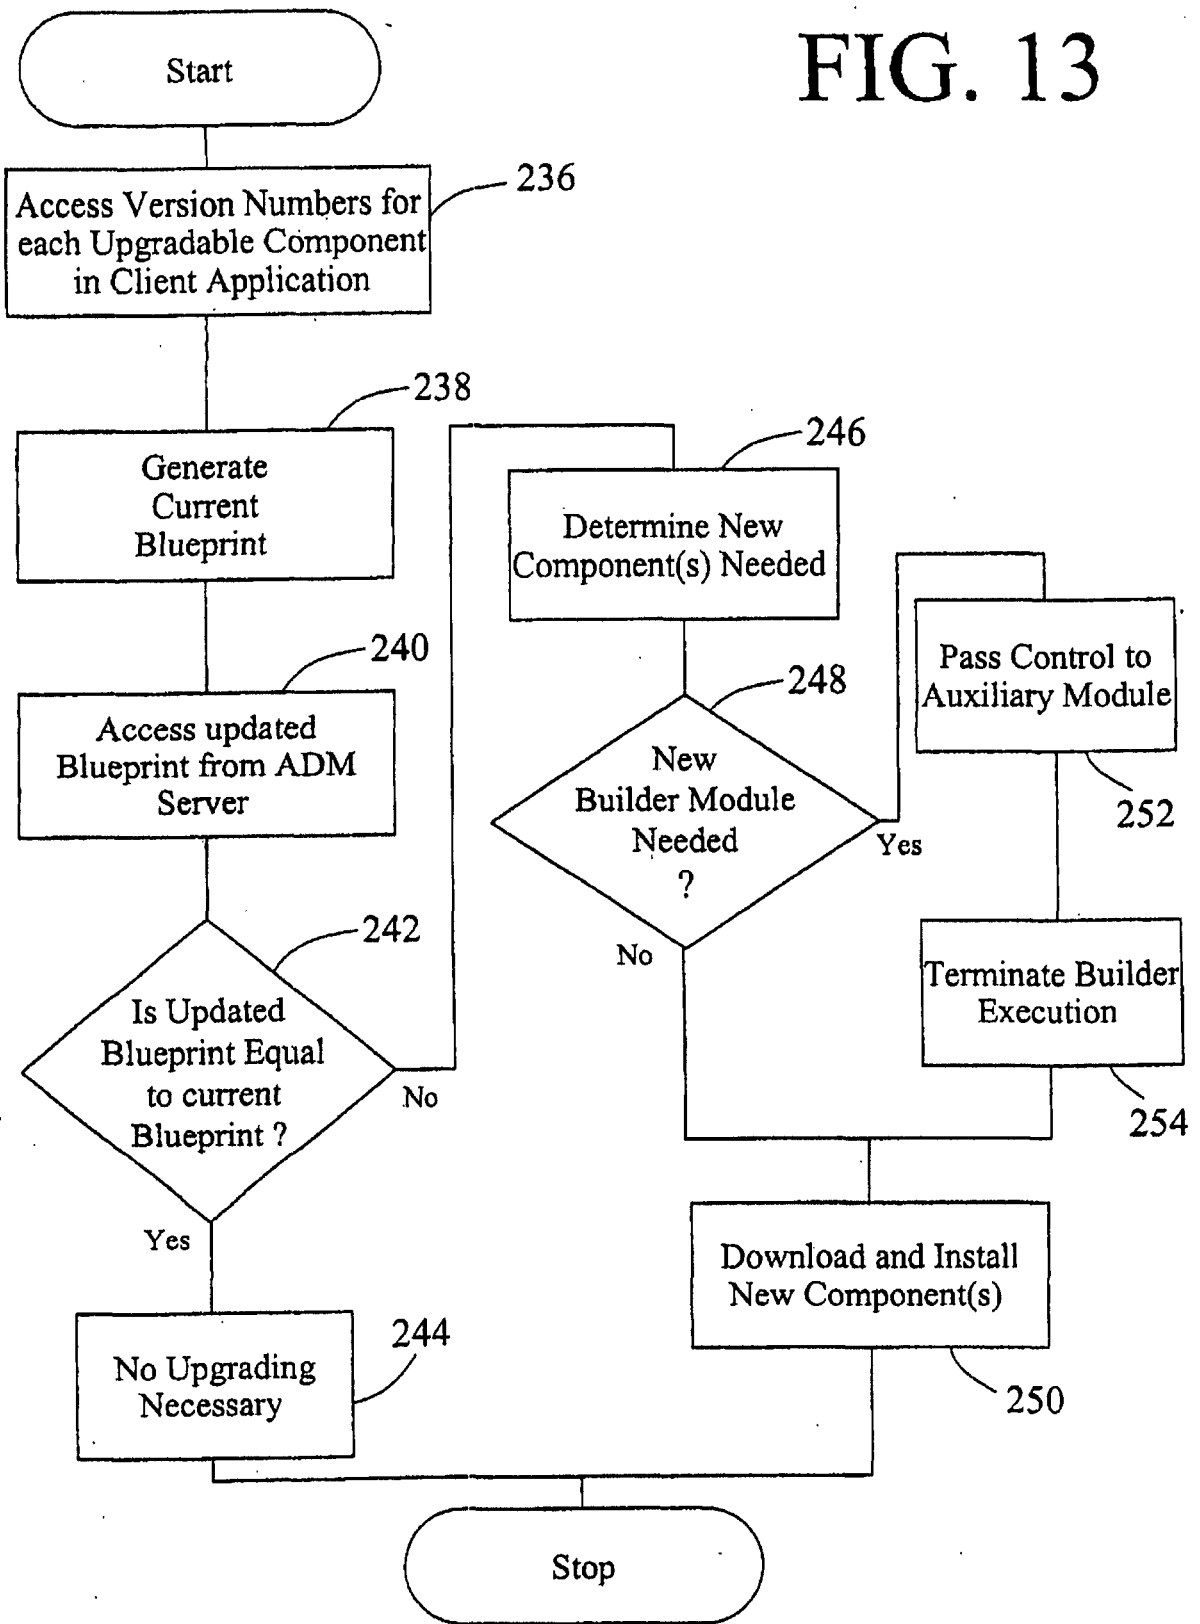 FIG. 13
Start
236
Access Version Numbers for
each Upgradable Component
in Client Application
238
Generate
Current
Blueprint
240
Access updated
Blueprint from ADM
Server
242
Is Updated
Blueprint Equal
to current
Blueprint ?
No
Yes
244
No Upgrading
Necessary
246
Determine New
Component(s) Needed
248
New
Builder Module
Needed
?
Yes
No
Pass Control to
Auxiliary Module
252
Terminate Builder
Execution
254
Download and Install
New Component(s)
250
Stop